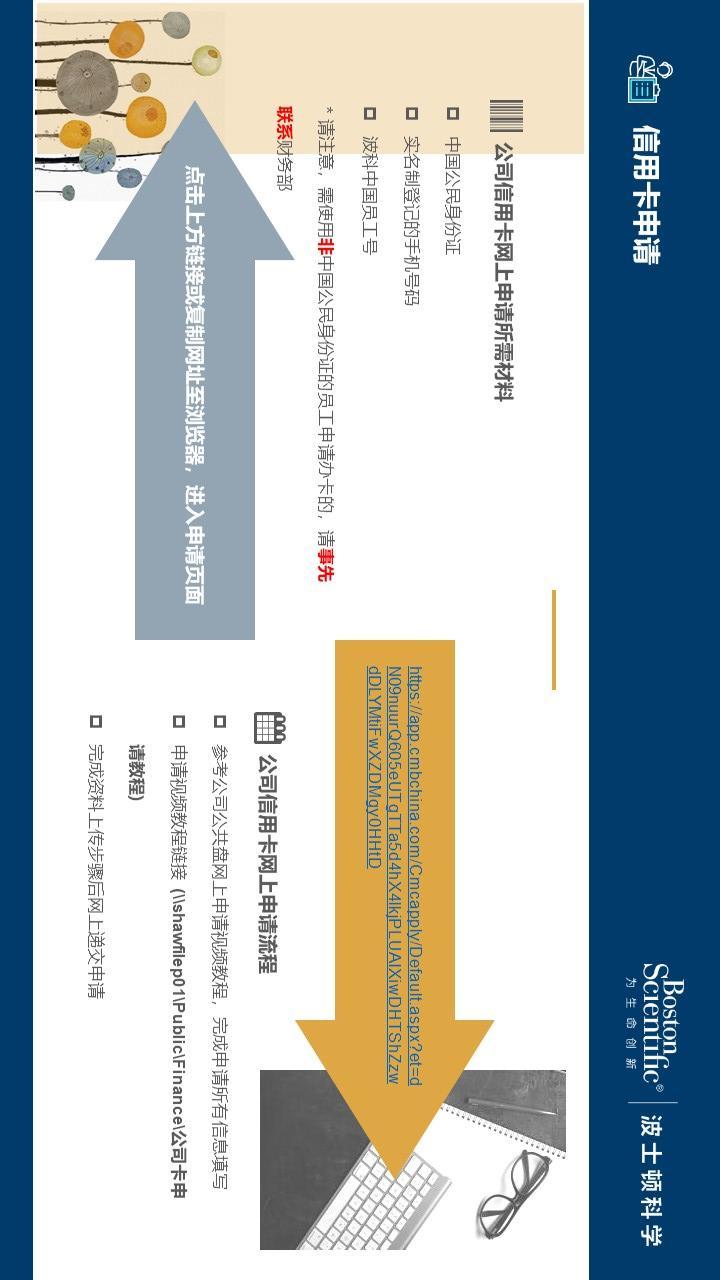 信用卡申请
Boston
Scientific®
为生命创新
波士顿科学
公司信用卡网上申请所需材料
中国公民身份证
实名制登记的手机号码
波科中国员工号
* 请注意，需使用非中国公民身份证的员工申请办卡的，请事先
联系财务部
点击上方链接或复制网址至浏览器，进入申请页面
https://app.cmbchina.com/Cmcapply/Default.aspx?et=d
N09nuurQ605eUTgTTa5d4hX4lkjPLUAlXiwDHTShZzw
dDLYMtiFwXZDMgy0HHtD
公司信用卡网上申请流程
参考公司公共盘网上申请视频教程，完成申请所有信息填写
申请视频教程链接 (\\shawfilep01\Public\Finance\公司卡申
请教程)
完成资料上传步骤后网上递交申请